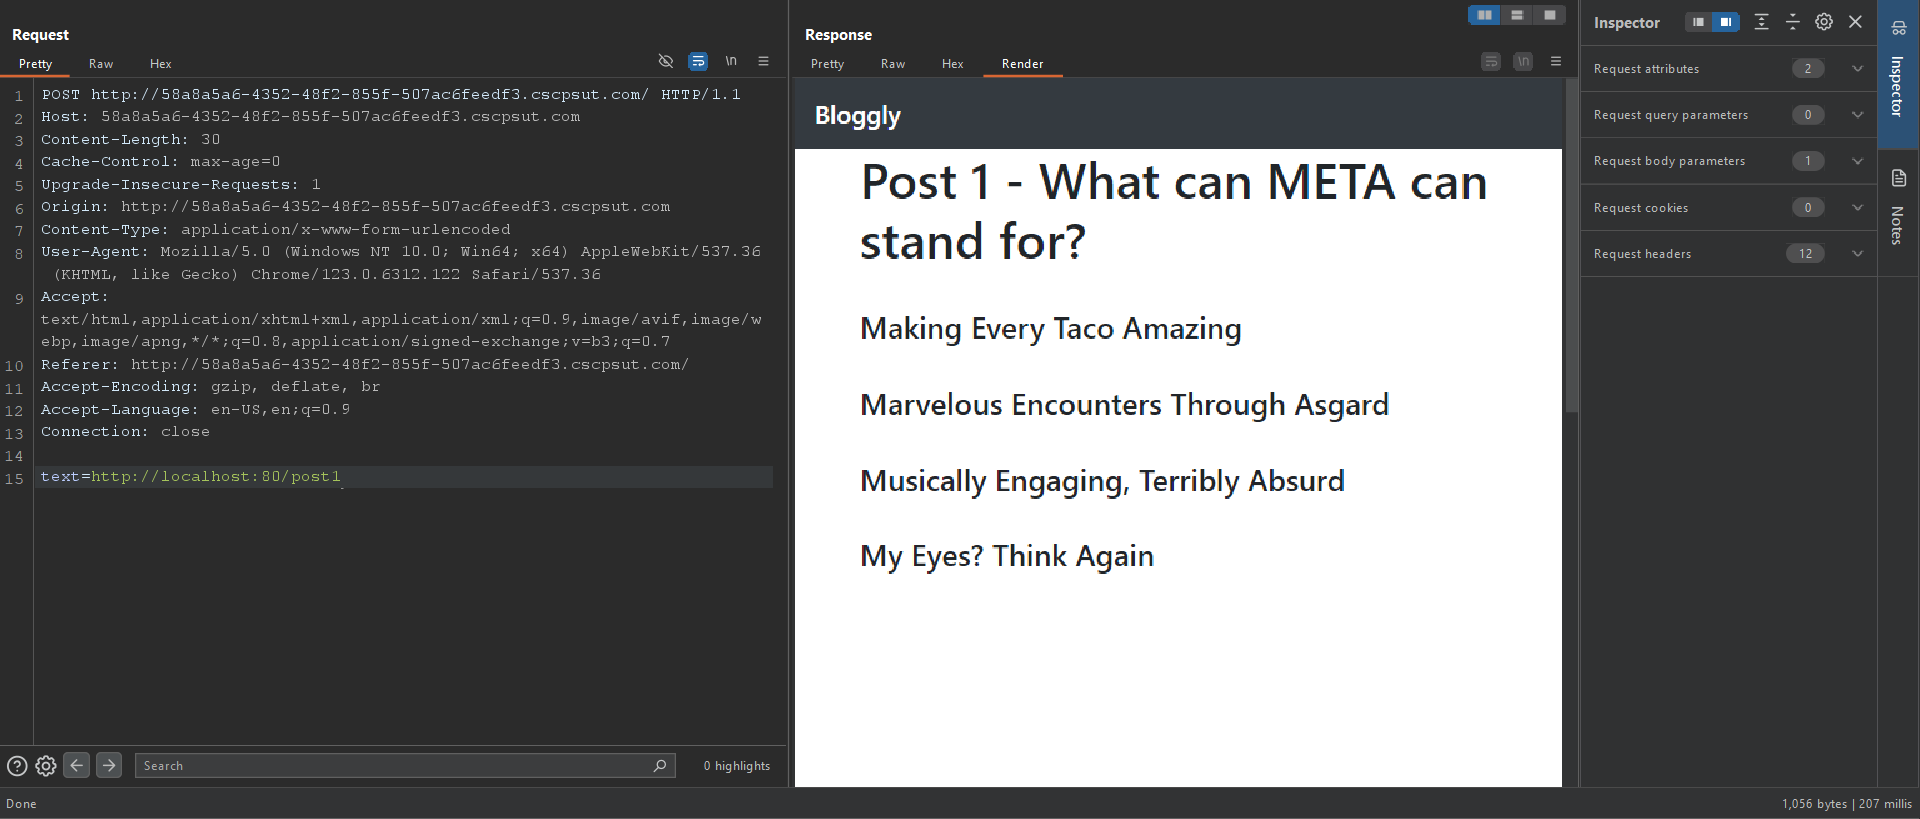 Request
Pretty Raw Hex
\n
1 POST http://58a8a5a6-4352-48f2-855f-507ac6feedf3.cscpsut.com/ HTTP/1.1
2 Host: 58a8a5a6-4352-48f2-855f-507ac6feedf3.cscpsut.com
3 Content-Length: 30
4 Cache-Control: max-age=0
5 Upgrade-Insecure-Requests: 1
6 Origin: http://58a8a5a6-4352-48f2-855f-507ac6feedf3.cscpsut.com
7 Content-Type: application/x-www-form-urlencoded
8 User-Agent: Mozilla/5.0 (Windows NT 10.0; Win64; x64) AppleWebKit/537.36
(KHTML, like Gecko) Chrome/123.0.6312.122 Safari/537.36
9 Accept:
text/html,application/xhtml+xml,application/xml;q=0.9,image/avif,image/w
ebp,image/apng,*/*;q=0.8,application/signed-exchange;v=b3;q=0.7
10 Referer: http://58a8a5a6-4352-48f2-855f-507ac6feedf3.cscpsut.com/
11 Accept-Encoding: gzip, deflate, br
12 Accept-Language: en-US,en;q=0.9
13 Connection: close
14
15 text=http://localhost:80/post1
Search
0 highlights
Response
Pretty Raw Hex Render
\n
Bloggly
Post 1 - What can META can
stand for?
Making Every Taco Amazing
Marvelous Encounters Through Asgard
Musically Engaging, Terribly Absurd
My Eyes? Think Again
Inspector
Request attributes 2
Request query parameters 0
Request body parameters 1
Request cookies 0
Request headers 12
Inspector
Notes
Done
1,056 bytes | 207 millis